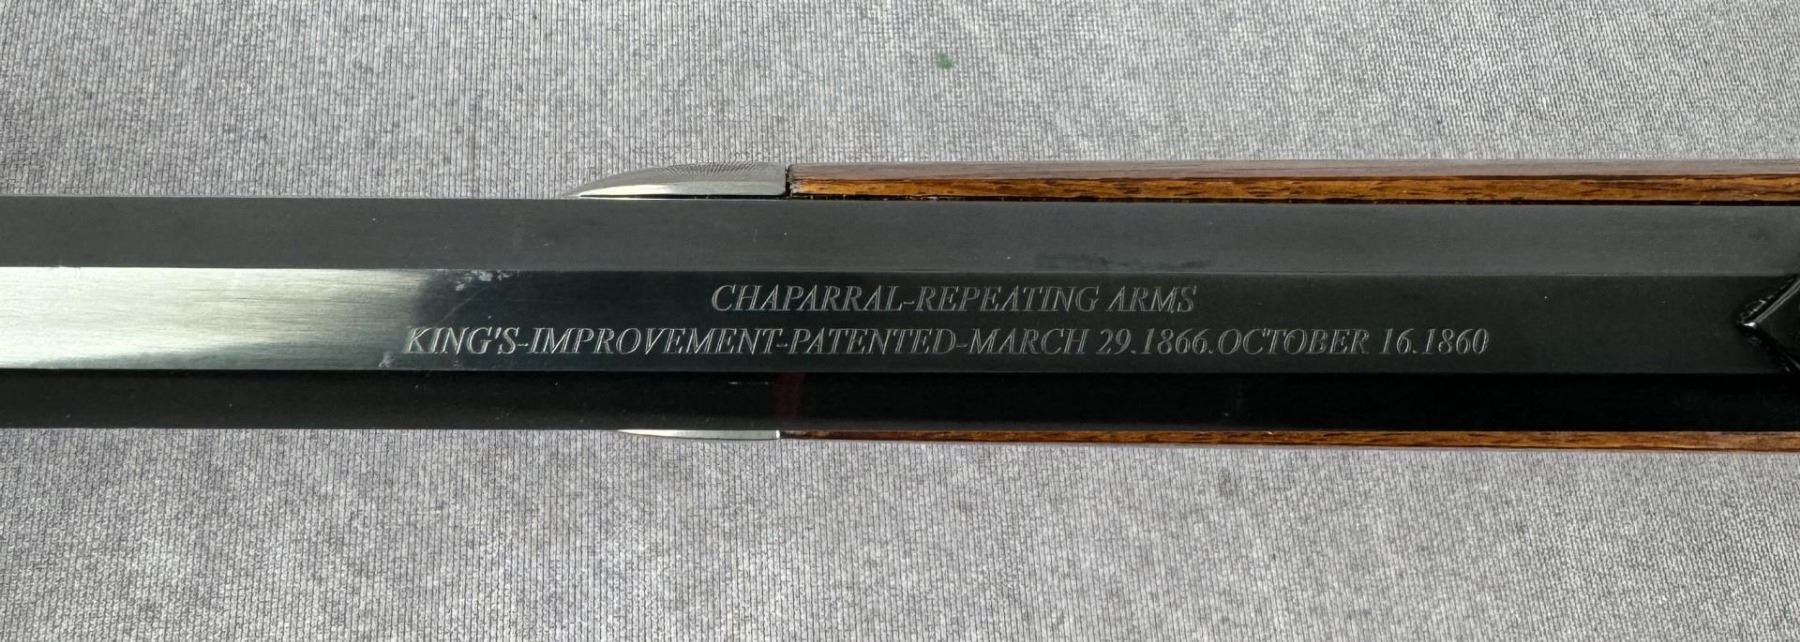 CHAPARRAL-REPEATING ARMS
KING'S-IMPROVEMENT-PATENTED-MARCH 29.1866.OCTOBER 16.1860